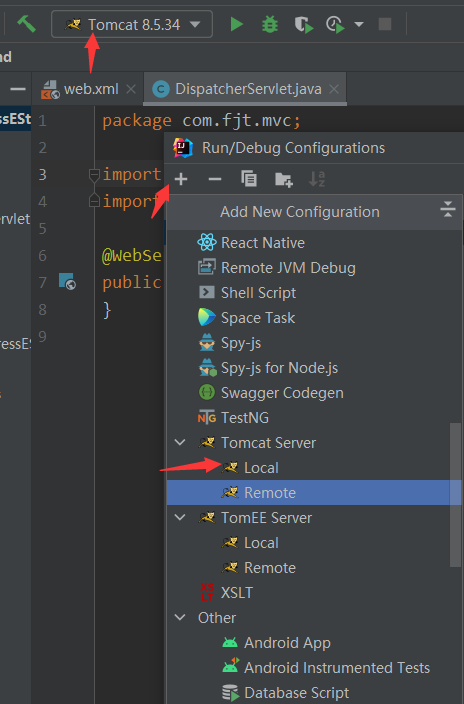 Tomcat 8.5.34
nd
web.xml
DispatcherServlet.java
essESt
1 package com.fjt.mvc;
2
3 import
4 import
5
6 @WebSe
7 public
8 }
9
ervlet
ressES
s
Run/Debug Configurations
Add New Configuration
React Native
Remote JVM Debug
Shell Script
Space Task
Spy-js
Spy-js for Node.js
Swagger Codegen
TestNG
Tomcat Server
Local
Remote
TomEE Server
Local
Remote
XSLT
Other
Android App
Android Instrumented Tests
Database Script